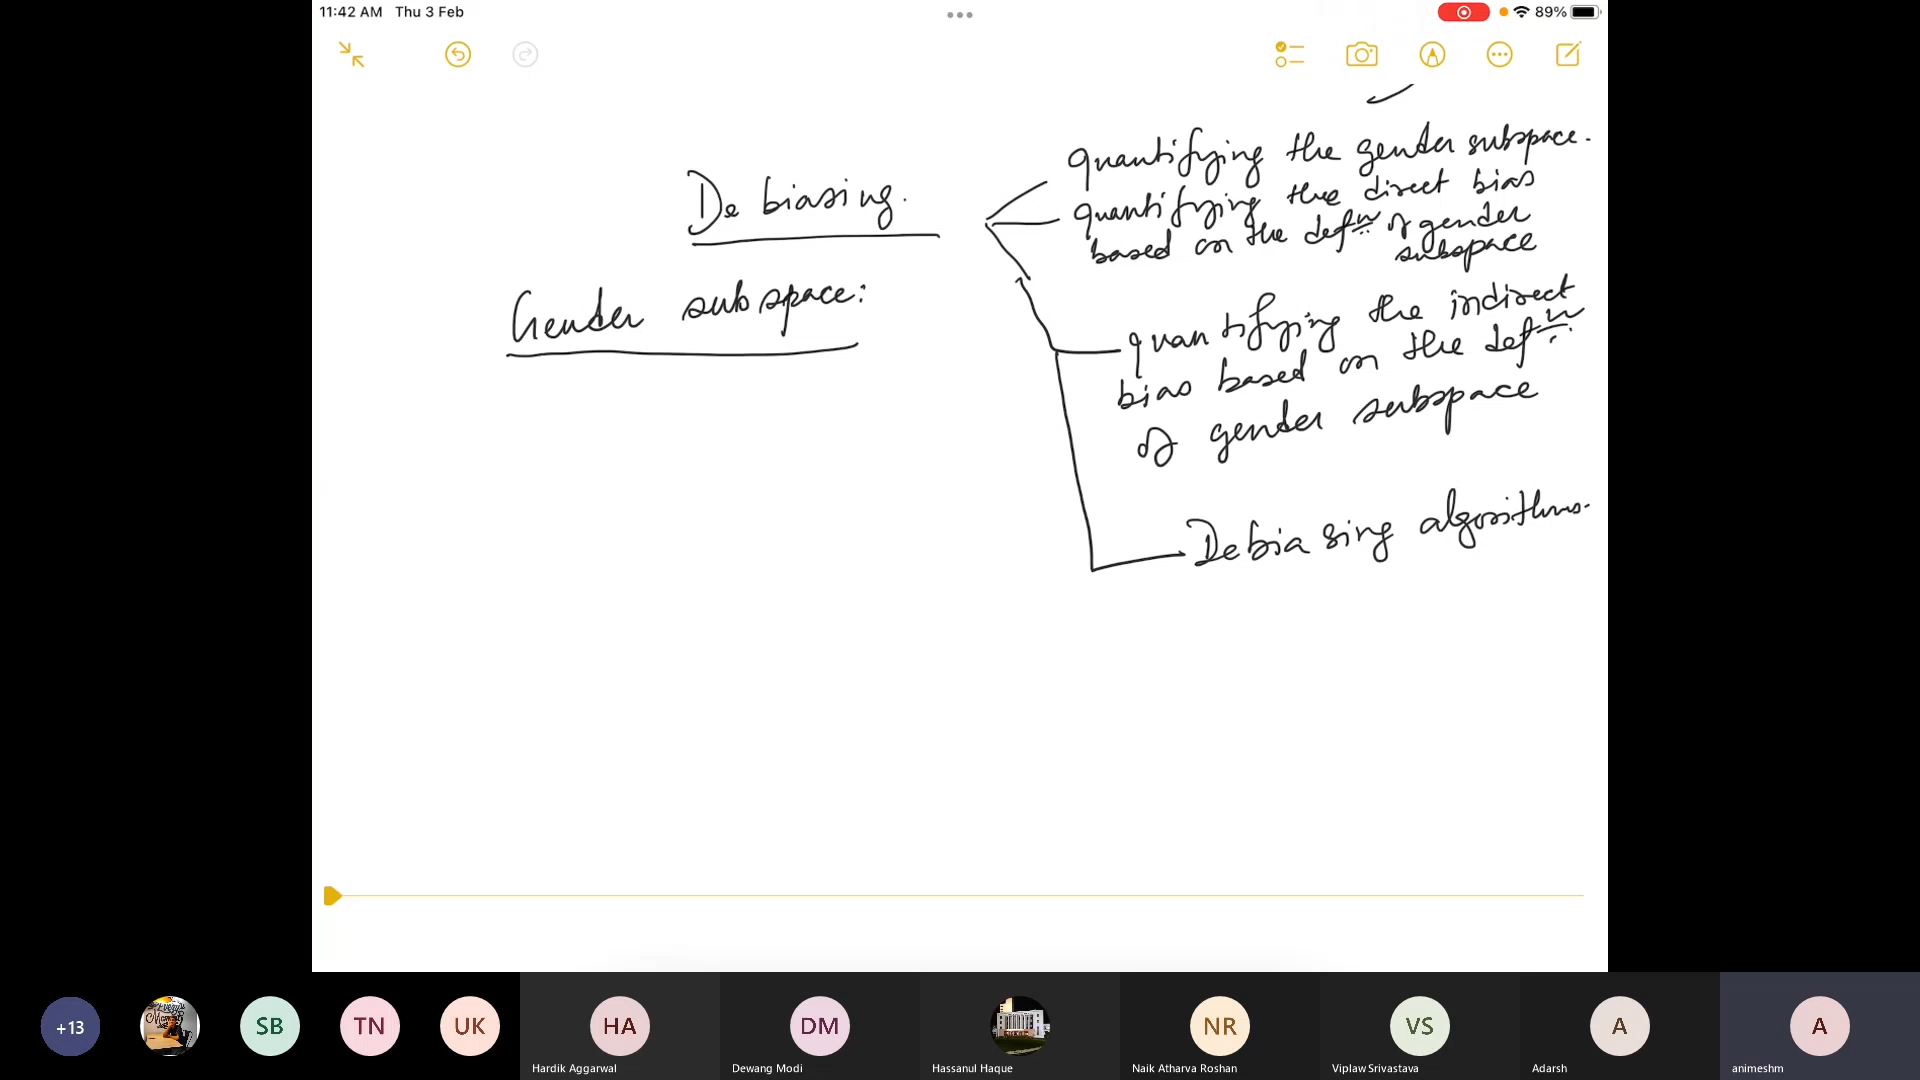 11:42 AM Thu 3 Feb
89%
Debiasing.
quantifying the gender subspace.
quantifying the direct bias
based on the defn of gender
subspace
Gender subspace:
quantifying the indirect
bias based on the defn
of gender subspace
Debiasing algorithms.
+13
SB
TN
UK
HA
DM
NR
VS
A
A
Hardik Aggarwal
Dewang Modi
Hassanul Haque
Naik Atharva Roshan
Viplaw Srivastava
Adarsh
animeshm